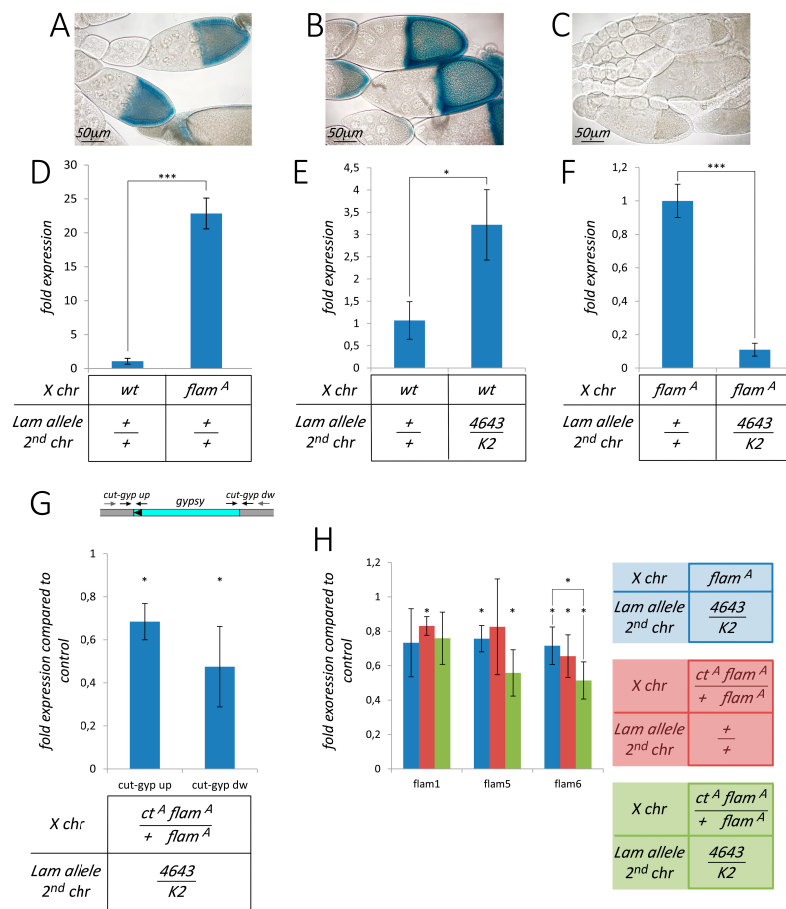 A
B
C
50μm
50μm
50μm
D
E
F
fold expression
30
25
20
15
10
5
0
***
fold expression
4,5
4
3,5
3
2,5
2
1,5
1
0,5
0
*
fold expression
1,2
1
0,8
0,6
0,4
0,2
0
***
X chr wt flam A
Lam allele 2nd chr + + + +
X chr wt wt
Lam allele 2nd chr + + 4643 K2
X chr flam A flam A
Lam allele 2nd chr + + 4643 K2
G
cut-gyp up gypsy cut-gyp dw
fold expression compared to control
1
0,8
0,6
0,4
0,2
0
* *
cut-gyp up cut-gyp dw
X chr ct A flam A + flam A
Lam allele 2nd chr 4643 K2
H
fold exoression compared to control
1,2
1
0,8
0,6
0,4
0,2
0
*
* * * * * *
flam1 flam5 flam6
X chr flam A
Lam allele 2nd chr 4643 K2
X chr ct A flam A + flam A
Lam allele 2nd chr + +
X chr ct A flam A + flam A
Lam allele 2nd chr 4643 K2